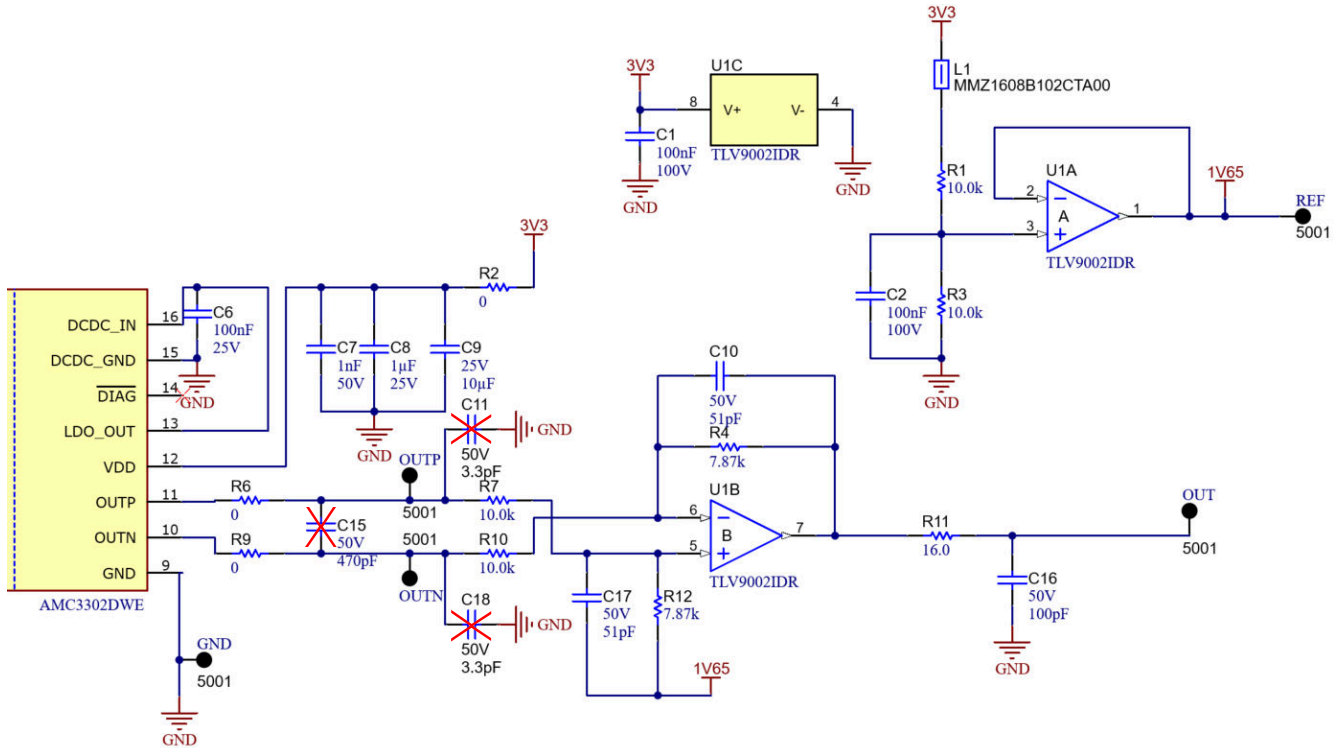 3V3
L1
MMZ1608B102CTA00
U1C
3V3
8
V+
V-
4
C1
100nF
100V
TLV9002IDR
GND
GND
R1
10.0k
U1A
1V65
REF
2
A
1
3
5001
TLV9002IDR
C2
100nF
100V
R3
10.0k
GND
3V3
R2
0
C6
100nF
25V
DCDC_IN
16
DCDC_GND
15
DIAG
14
GND
LDO_OUT
13
VDD
12
OUTP
11
OUTN
10
GND
9
AMC3302DWE
C7
1nF
50V
C8
1µF
25V
C9
25V
10µF
GND
C11
50V
3.3pF
GND
OUTP
5001
R6
0
R7
10.0k
C15
50V
470pF
5001
OUTN
R9
0
R10
10.0k
C18
50V
3.3pF
GND
C10
50V
51pF
R4
7.87k
U1B
6
B
7
5
TLV9002IDR
C17
50V
51pF
R12
7.87k
1V65
R11
16.0
OUT
5001
C16
50V
100pF
GND
GND
5001
GND